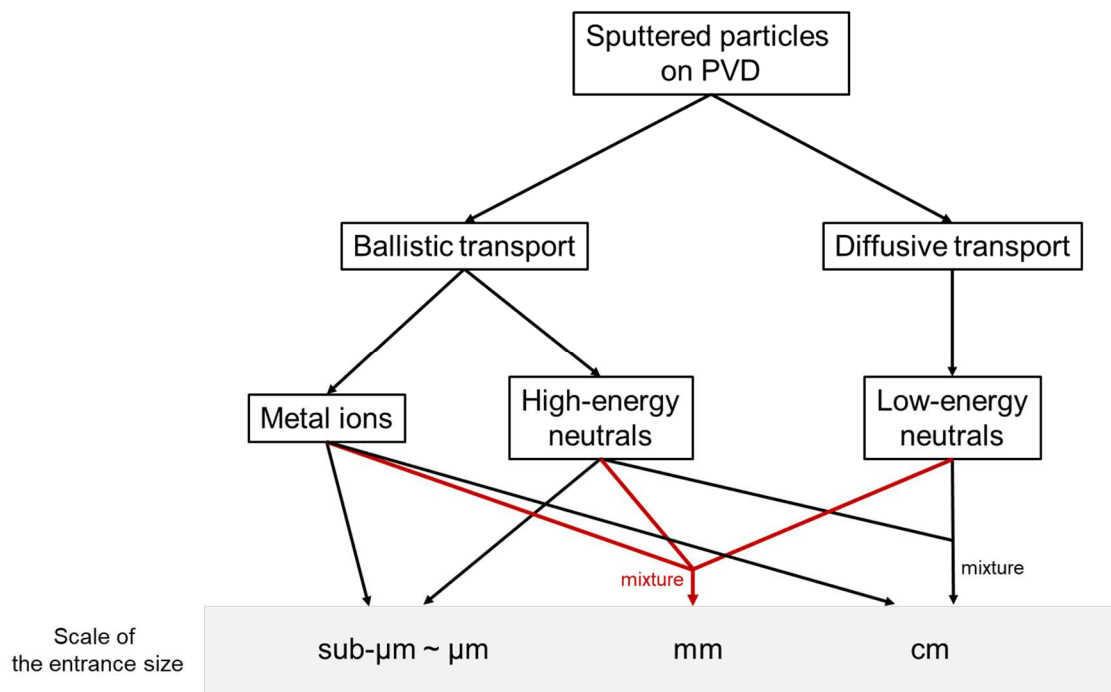 Sputtered particles
on PVD
Ballistic transport
Diffusive transport
Metal ions
High-energy
neutrals
Low-energy
neutrals
mixture
mixture
Scale of
the entrance size
sub-μm ~ μm
mm
cm